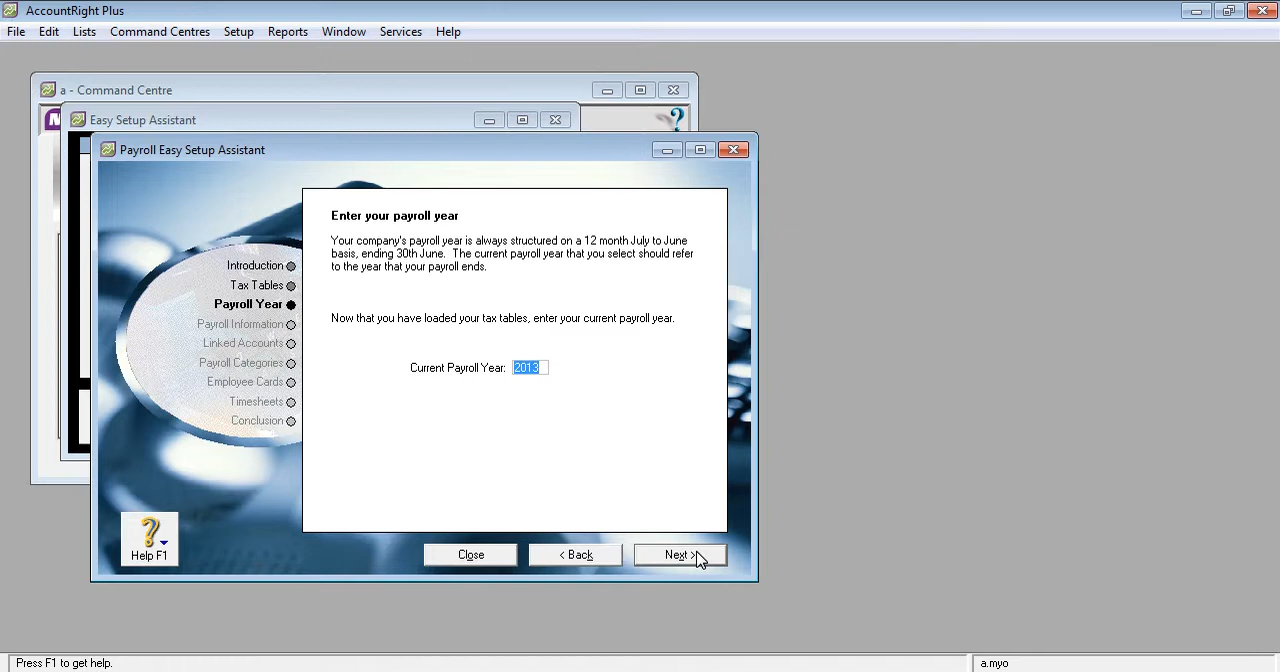 AccountRight Plus
File Edit Lists Command Centres Setup Reports Window Services Help
a - Command Centre
Easy Setup Assistant
Payroll Easy Setup Assistant
Introduction
Tax Tables
Payroll Year
Payroll Information
Linked Accounts
Payroll Categories
Employee Cards
Timesheets
Conclusion
Enter your payroll year
Your company's payroll year is always structured on a 12 month July to June
basis, ending 30th June. The current payroll year that you select should refer
to the year that your payroll ends.
Now that you have loaded your tax tables, enter your current payroll year.
Current Payroll Year: 2013
Help F1
Close
< Back
Next >
Press F1 to get help.
a.myo